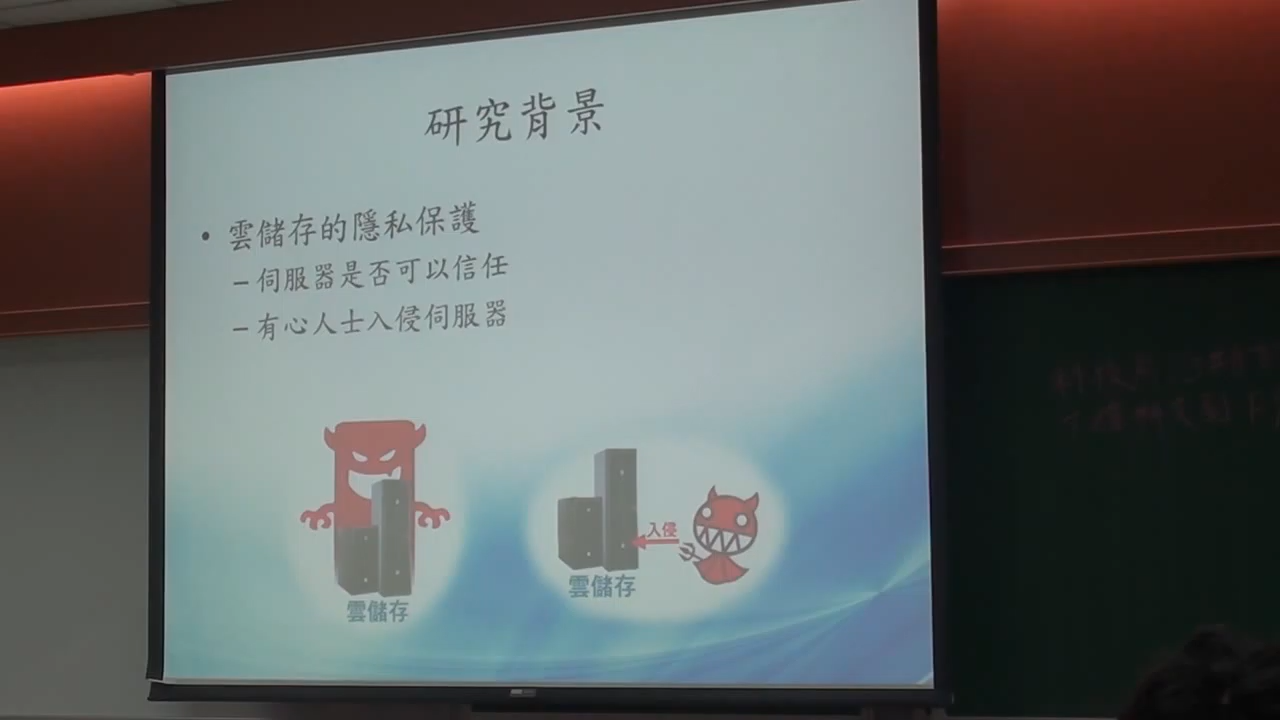 研究背景
• 雲儲存的隱私保護
– 伺服器是否可以信任
– 有心人士入侵伺服器
入侵
雲儲存
雲儲存